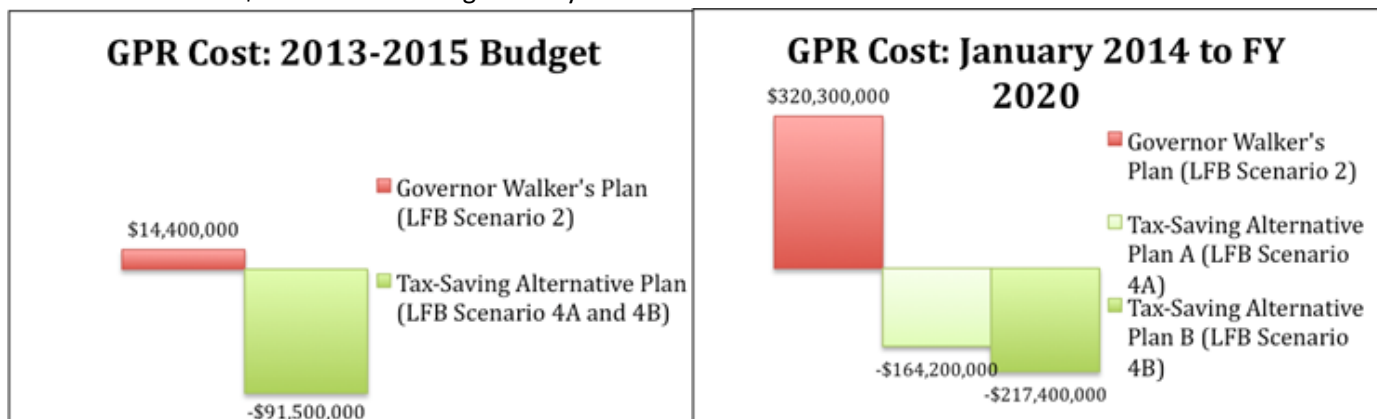 GPR Cost: 2013-2015 Budget
$14,400,000
-$91,500,000
Governor Walker's Plan
(LFB Scenario 2)
Tax-Saving Alternative Plan
(LFB Scenario 4A and 4B)
GPR Cost: January 2014 to FY
2020
$320,300,000
-$164,200,000
-$217,400,000
Governor Walker's
Plan (LFB Scenario 2)
Tax-Saving Alternative
Plan A (LFB Scenario
4A)
Tax-Saving Alternative
Plan B (LFB Scenario
4B)